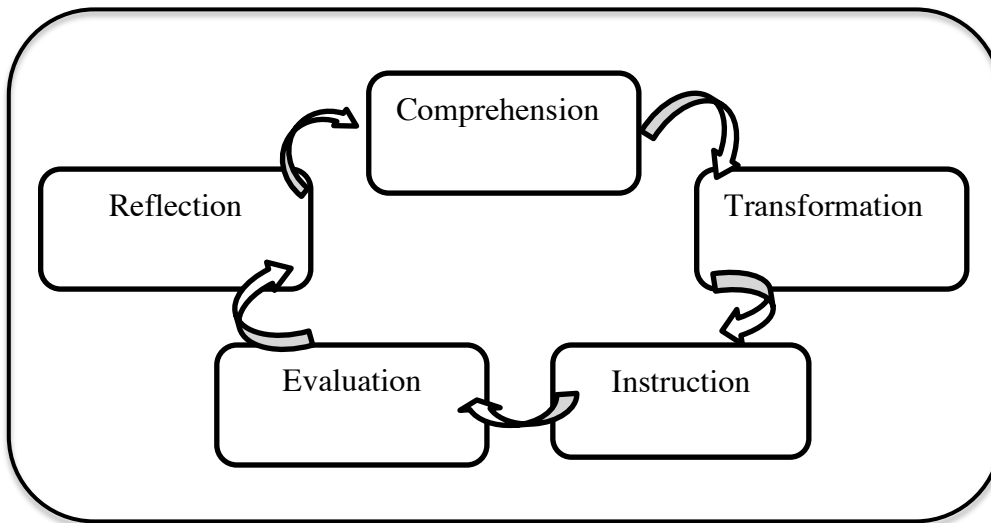 Comprehension
Reflection
Transformation
Evaluation
Instruction